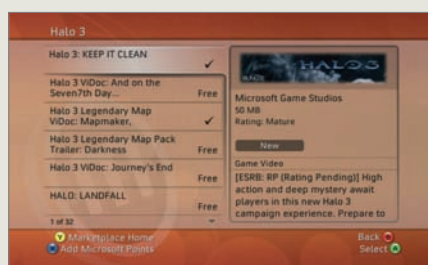 Halo 3
Halo 3: KEEP IT CLEAN
Halo 3 ViDoc: And on the
Seven7th Day...
Free
Halo 3 Legendary Map
ViDoc: Mapmaker,
Halo 3 Legendary Map Pack
Trailer: Darkness
Free
Halo 3 ViDoc: Journey's End
Free
HALO: LANDFALL
Free
1 of 32
HALO 3
Microsoft Game Studios
50 MB
Rating: Mature
New
Game Video
[ESRB: RP (Rating Pending)] High
action and deep mystery await
players in this new Halo 3
campaign experience. Prepare to
Y Marketplace Home
X Add Microsoft Points
Back B
Select A